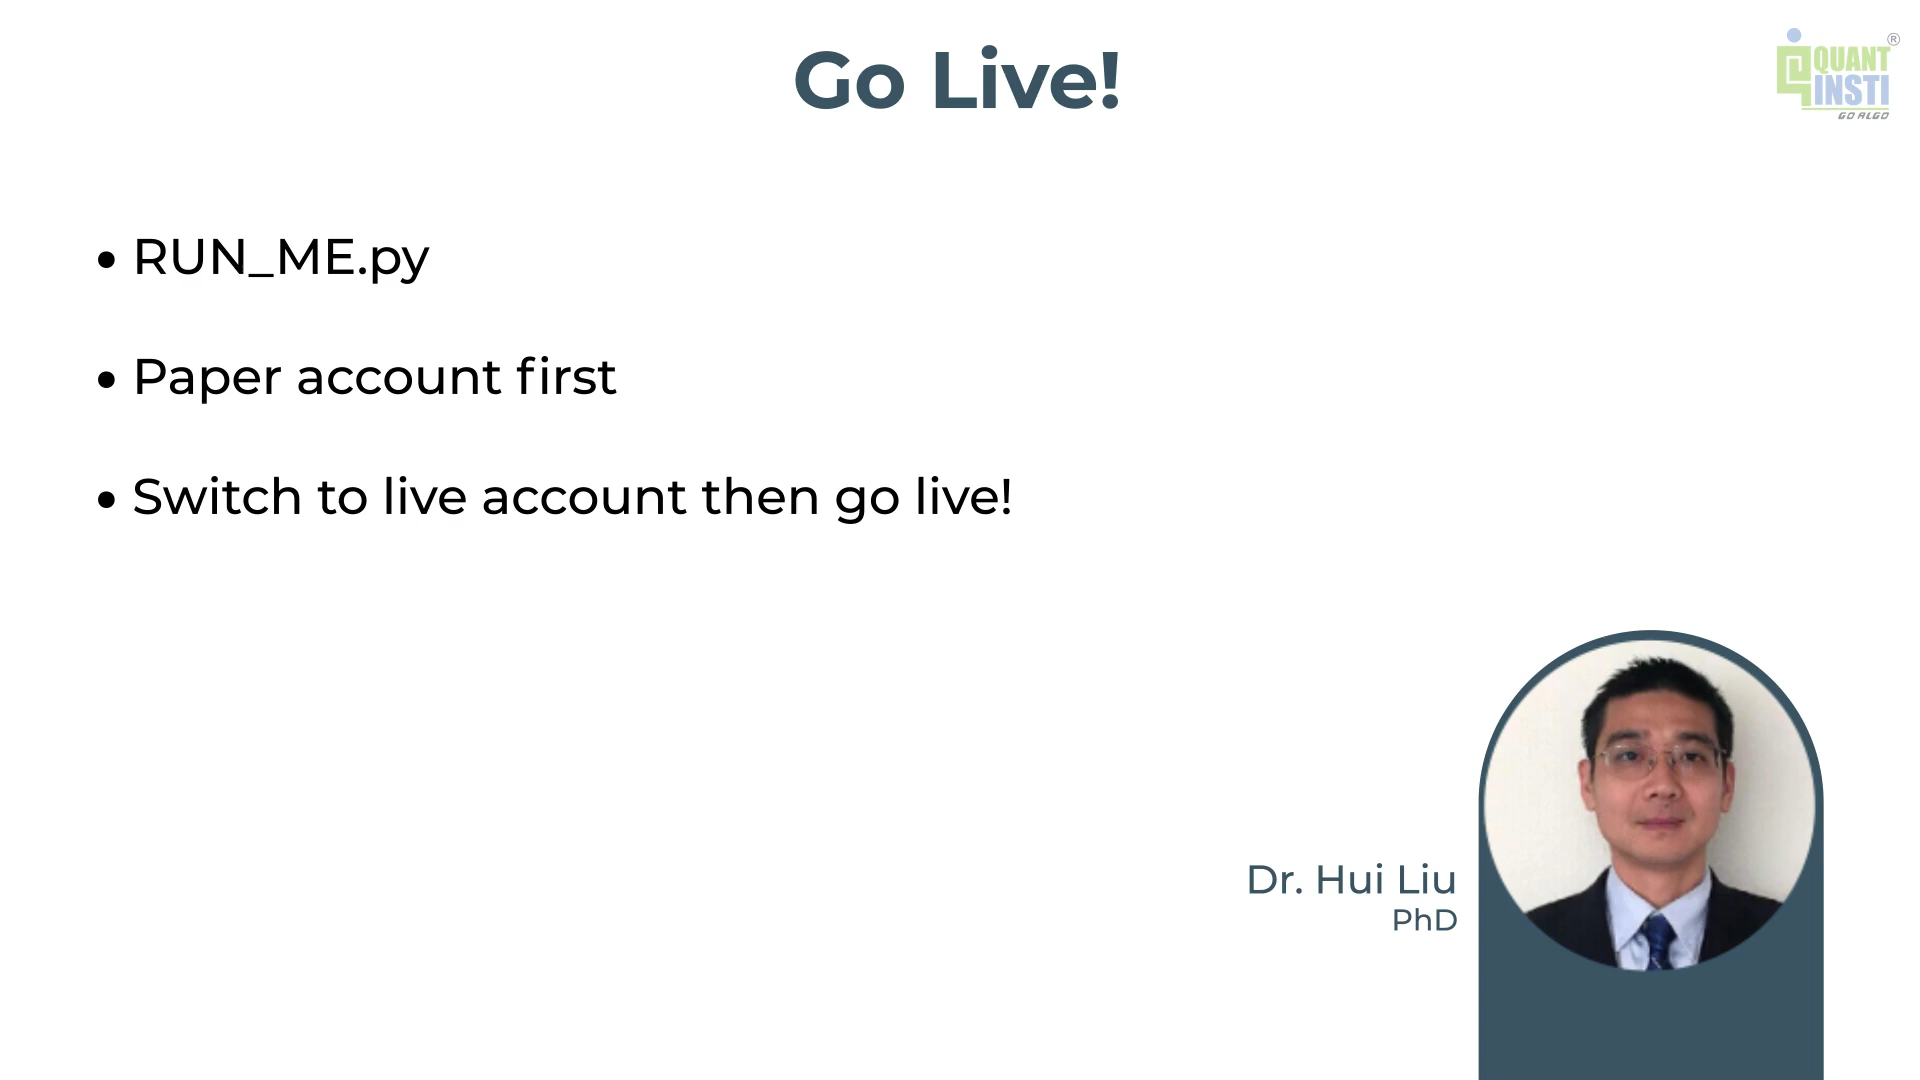 Go Live!
QUANT
INSTI
®
GO ALGO
• RUN_ME.py
• Paper account first
• Switch to live account then go live!
Dr. Hui Liu
PhD